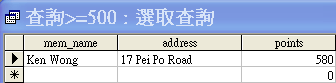 查詢>=500：選取查詢
mem_name address points
Ken Wong 17 Pei Po Road 580
* 0